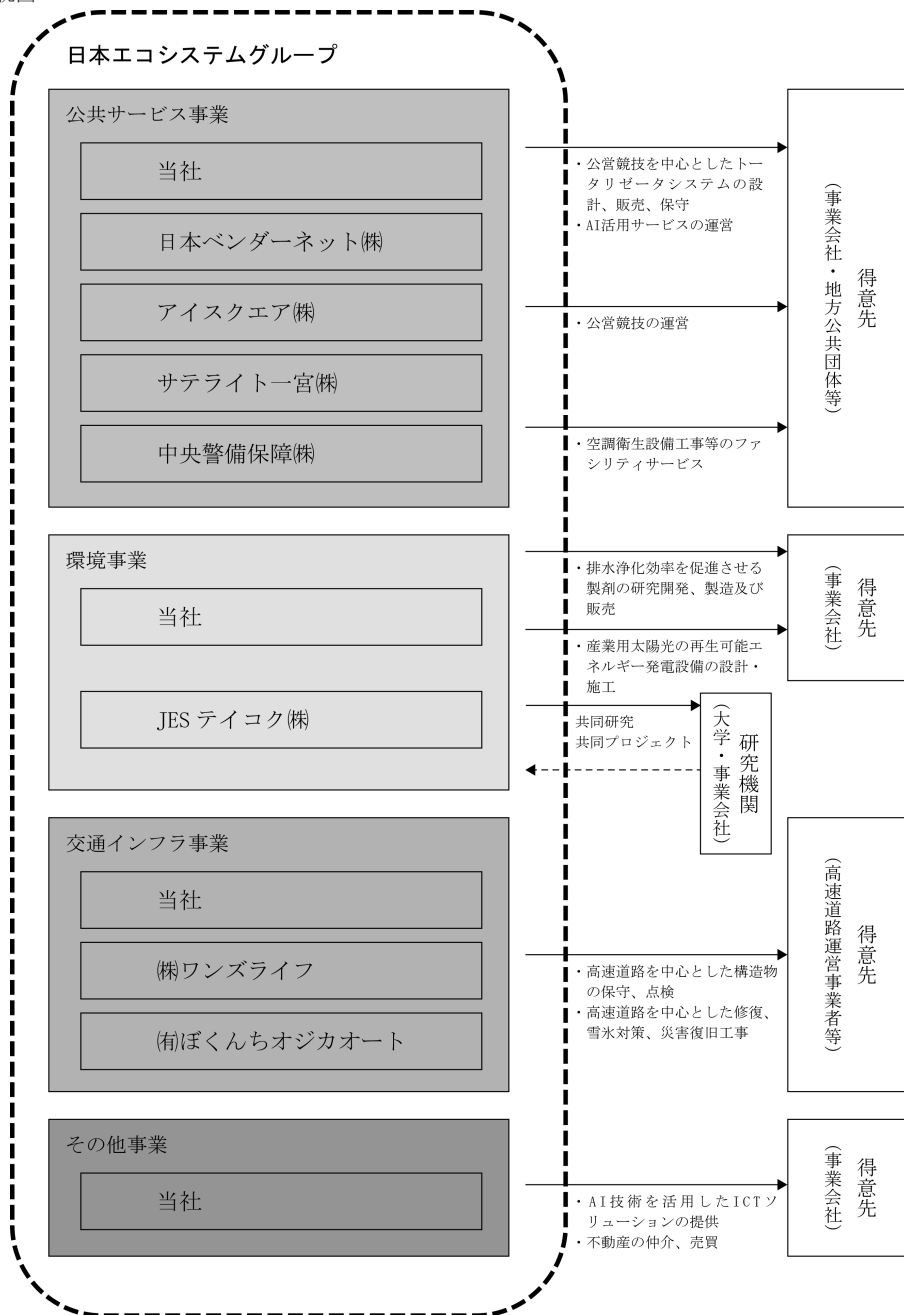 日本エコシステムグループ
公共サービス事業
当社
日本ベンダーネット㈱
アイスクエア㈱
サテライト一宮㈱
中央警備保障㈱
・公営競技を中心としたトー
タリゼータシステムの設
計、販売、保守
・AI活用サービスの運営
・公営競技の運営
・空調衛生設備工事等のファ
シリティサービス
得意先
（事業会社・地方公共団体等）
環境事業
当社
JES テイコク㈱
・排水浄化効率を促進させる
製剤の研究開発、製造及び
販売
・産業用太陽光の再生可能エ
ネルギー発電設備の設計・
施工
得意先
（事業会社）
共同研究
共同プロジェクト
研究機関
（大学・事業会社）
交通インフラ事業
当社
㈱ワンズライフ
㈲ぼくんちオジカオート
・高速道路を中心とした構造物
の保守、点検
・高速道路を中心とした修復、
雪氷対策、災害復旧工事
得意先
（高速道路運営事業者等）
その他事業
当社
・AI技術を活用したICTソ
リューションの提供
・不動産の仲介、売買
得意先
（事業会社）